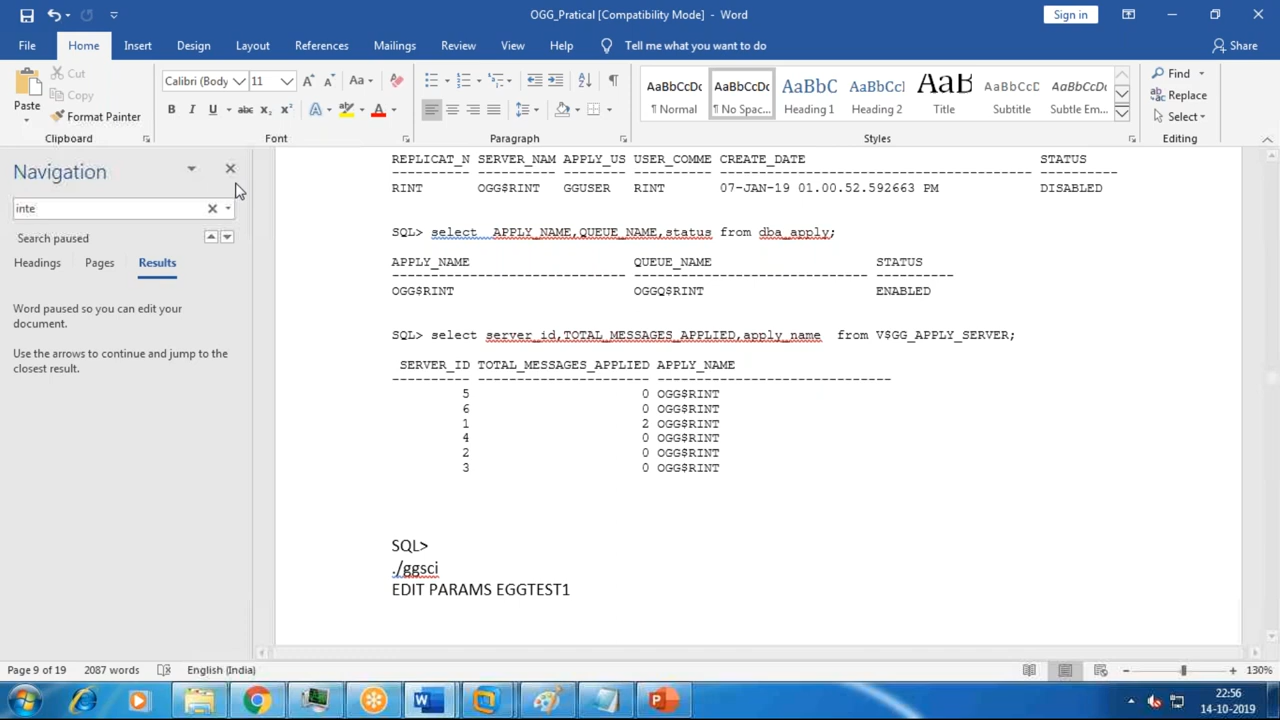 OGG_Pratical [Compatibility Mode] - Word
Sign in
File Home Insert Design Layout References Mailings Review View Help Tell me what you want to do Share
Paste
Cut
Copy
Format Painter
Calibri (Body 11
Aa
B I U abc X₂ X² A ab A
AaBbCcDc AaBbCcDc AaBbC AaBbCcI AaB AaBbCcD AaBbCcDc
¶ Normal ¶ No Spac... Heading 1 Heading 2 Title Subtitle Subtle Em...
Find
Replace
Select
Clipboard Font Paragraph Styles Editing
Navigation
inte
Search paused
Headings Pages Results
Word paused so you can edit your
document.
Use the arrows to continue and jump to the
closest result.
REPLICAT_N SERVER_NAM APPLY_US USER_COMME CREATE_DATE STATUS
---------- ---------- -------- ---------- --------------------------------------- ----------
RINT OGG$RINT GGUSER RINT 07-JAN-19 01.00.52.592663 PM DISABLED
SQL> select APPLY_NAME,QUEUE_NAME,status from dba_apply;
APPLY_NAME QUEUE_NAME STATUS
------------------------------ ------------------------------ ----------
OGG$RINT OGGQ$RINT ENABLED
SQL> select server_id,TOTAL_MESSAGES_APPLIED,apply_name from V$GG_APPLY_SERVER;
SERVER_ID TOTAL_MESSAGES_APPLIED APPLY_NAME
---------- ---------------------- ------------------------------
5 0 OGG$RINT
6 0 OGG$RINT
1 2 OGG$RINT
4 0 OGG$RINT
2 0 OGG$RINT
3 0 OGG$RINT
SQL>
./ggsci
EDIT PARAMS EGGTEST1
Page 9 of 19 2087 words English (India) 130%
22:56
14-10-2019